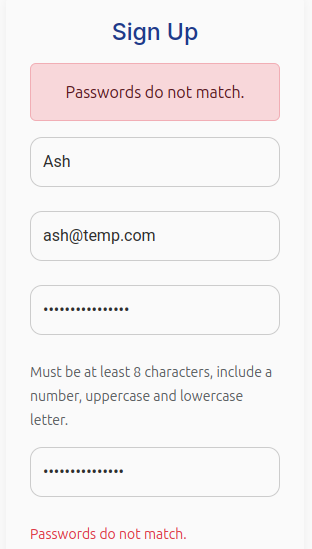 Sign Up
Passwords do not match.
Ash
ash@temp.com
••••••••••••••••
Must be at least 8 characters, include a
number, uppercase and lowercase
letter.
•••••••••••••••
Passwords do not match.